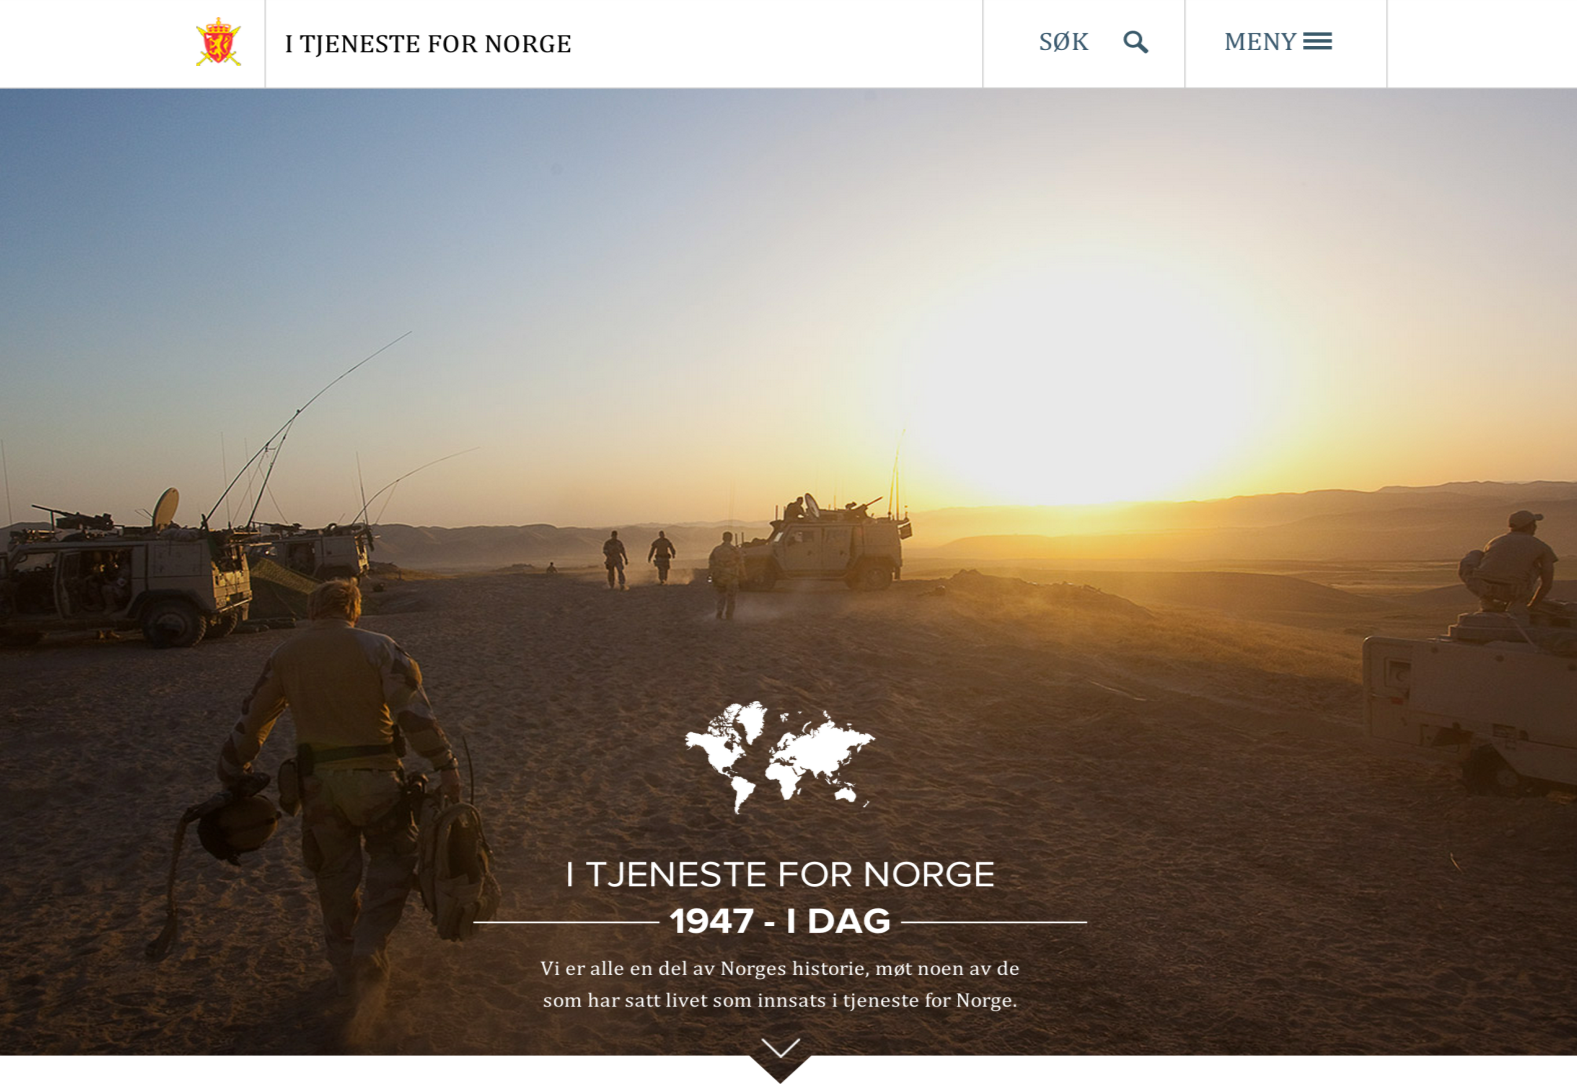 I TJENESTE FOR NORGE
SØK
MENY
I TJENESTE FOR NORGE
1947 - I DAG
Vi er alle en del av Norges historie, møt noen av de
som har satt livet som innsats i tjeneste for Norge.